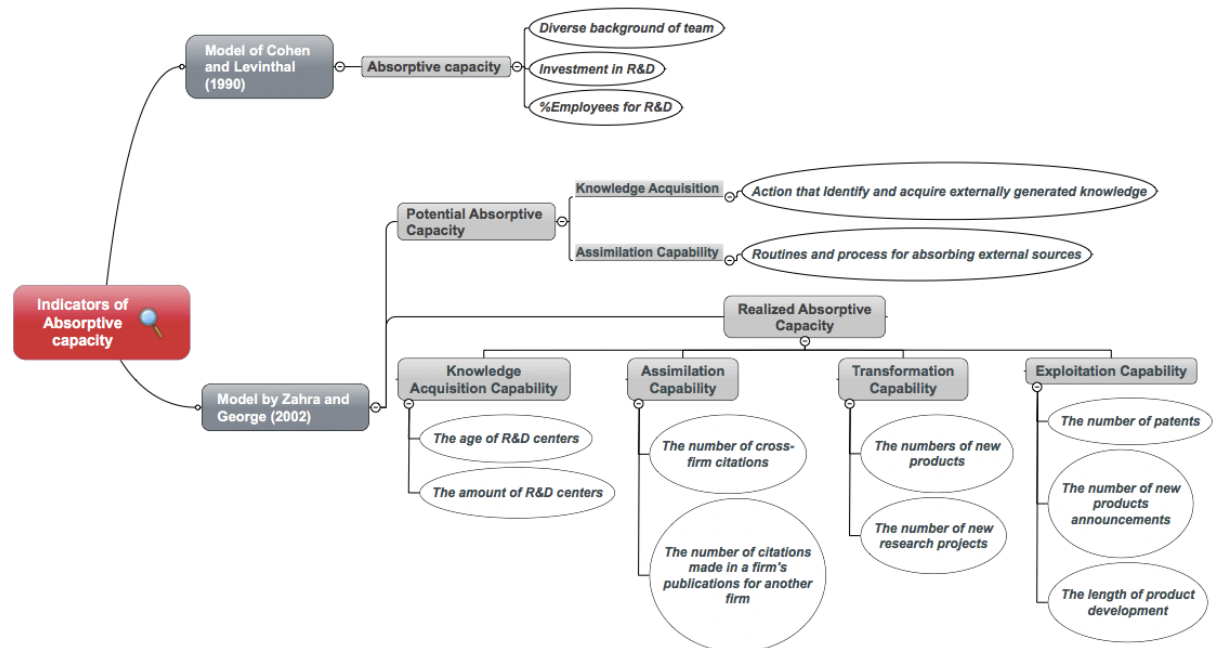 Diverse background of team
Model of Cohen
and Levinthal
(1990)
Absorptive capacity
Investment in R&D
%Employees for R&D
Knowledge Acquisition
Action that Identify and acquire externally generated knowledge
Potential Absorptive
Capacity
Assimilation Capability
Routines and process for absorbing external sources
Indicators of
Absorptive
capacity
Realized Absorptive
Capacity
Model by Zahra and
George (2002)
Knowledge
Acquisition Capability
The age of R&D centers
The amount of R&D centers
Assimilation
Capability
The number of cross-
firm citations
The number of citations
made in a firm's
publications for another
firm
Transformation
Capability
The numbers of new
products
The number of new
research projects
Exploitation Capability
The number of patents
The number of new
products
announcements
The length of product
development